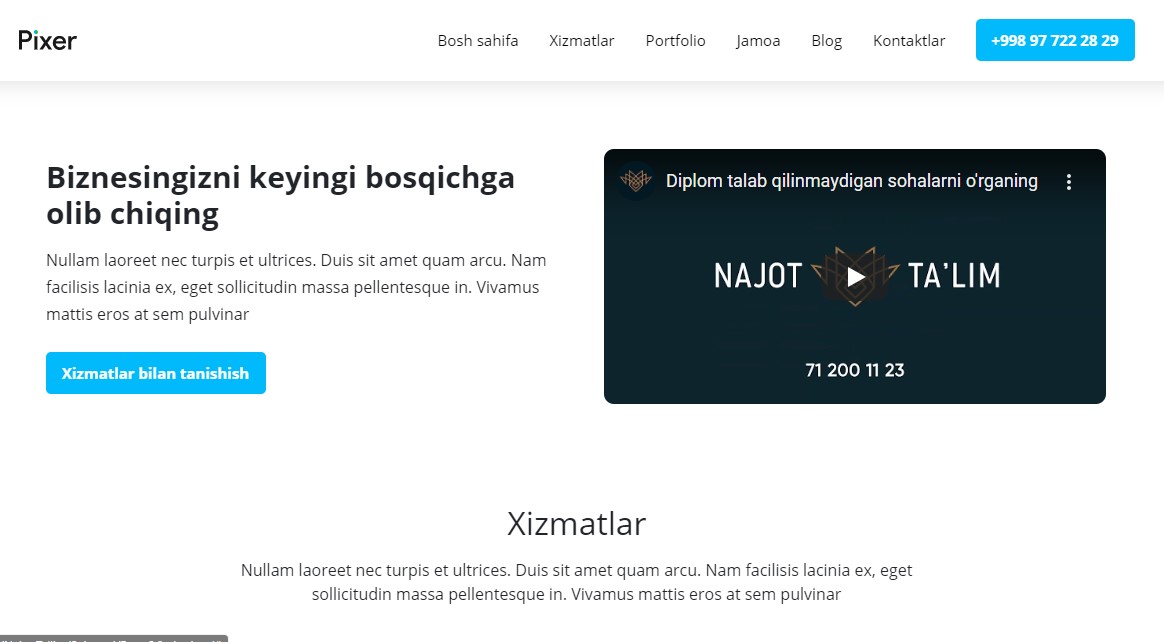 Pixer
Bosh sahifa
Xizmatlar
Portfolio
Jamoa
Blog
Kontaktlar
+998 97 722 28 29
Biznesingizni keyingi bosqichga
olib chiqing
Nullam laoreet nec turpis et ultrices. Duis sit amet quam arcu. Nam
facilisis lacinia ex, eget sollicitudin massa pellentesque in. Vivamus
mattis eros at sem pulvinar
Xizmatlar bilan tanishish
Diplom talab qilinmaydigan sohalarni o'rganing
NAJOT TA’LIM
71 200 11 23
Xizmatlar
Nullam laoreet nec turpis et ultrices. Duis sit amet quam arcu. Nam facilisis lacinia ex, eget
sollicitudin massa pellentesque in. Vivamus mattis eros at sem pulvinar